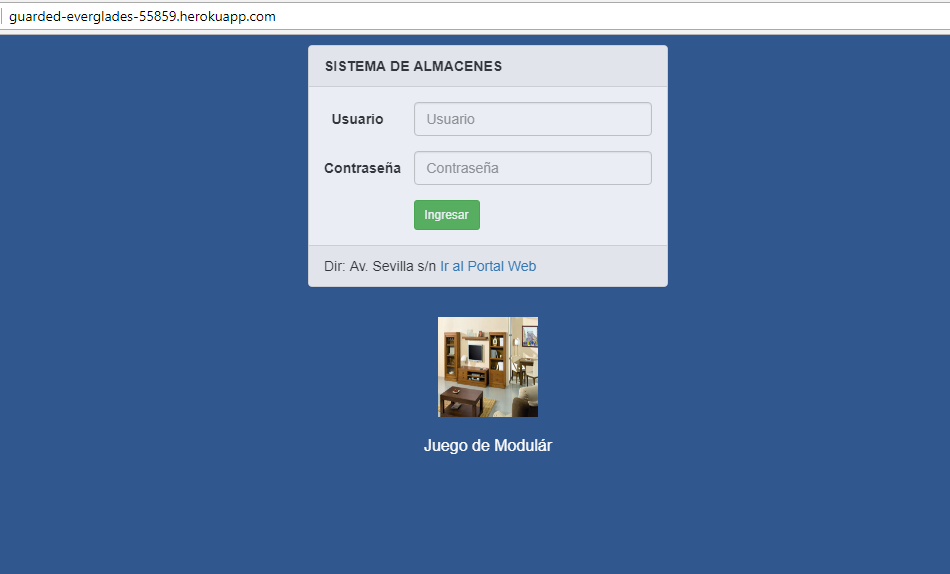 guarded-everglades-55859.herokuapp.com
SISTEMA DE ALMACENES
Usuario Usuario
Contraseña Contraseña
Ingresar
Dir: Av. Sevilla s/n Ir al Portal Web
Juego de Modulár